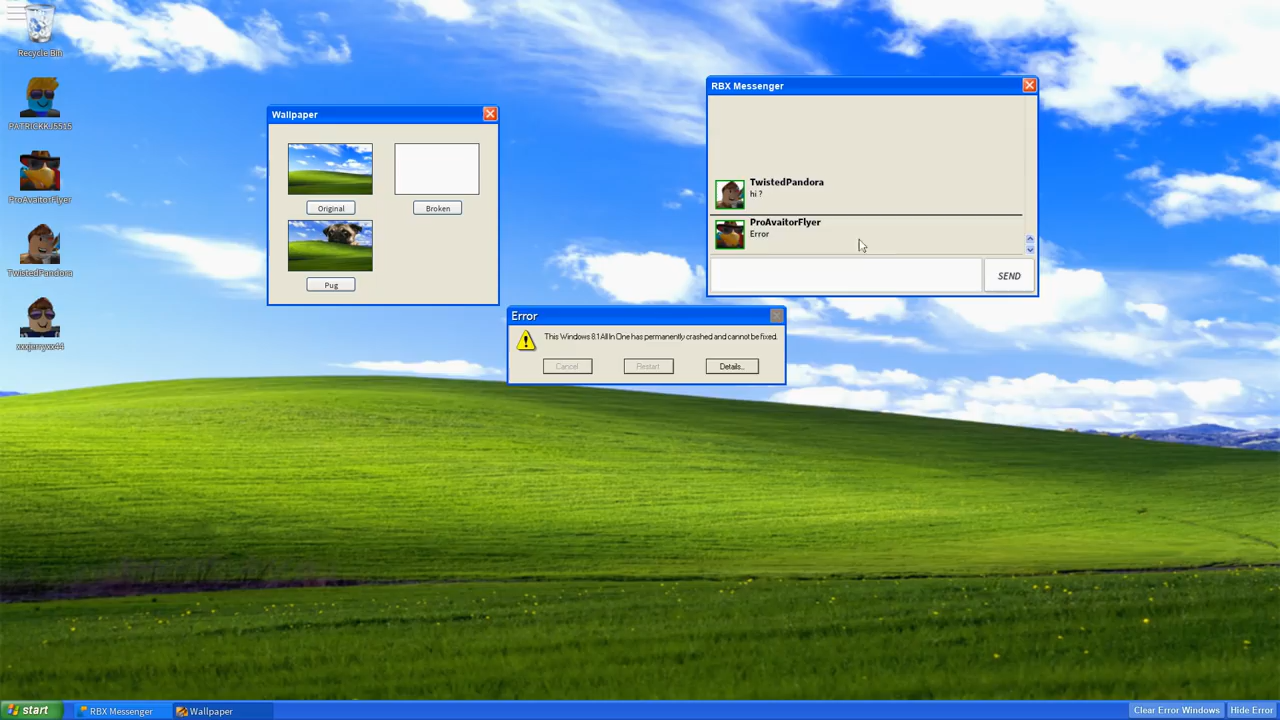 Recycle Bin
PATRICKKJ5515
ProAvaitorFlyer
TwistedPandora
xxxjerryxx44
Wallpaper
Original
Broken
Pug
RBX Messenger
TwistedPandora
hi ?
ProAvaitorFlyer
Error
SEND
Error
This Windows 8.1 All In One has permanently crashed and cannot be fixed.
Cancel
Restart
Details...
start
RBX Messenger
Wallpaper
Clear Error Windows
Hide Error